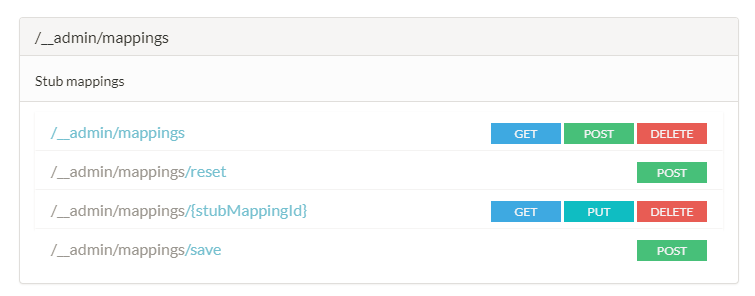 /__admin/mappings
Stub mappings
/__admin/mappings GET POST DELETE
/__admin/mappings/reset POST
/__admin/mappings/{stubMappingId} GET PUT DELETE
/__admin/mappings/save POST